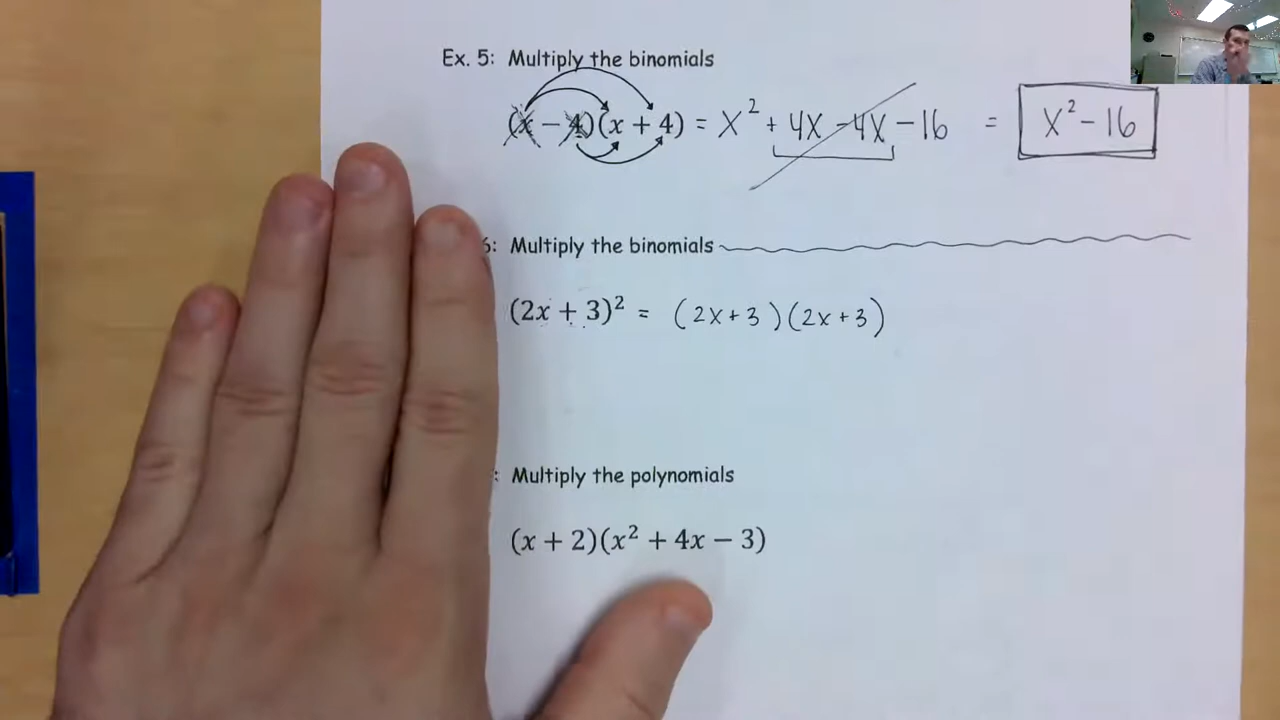 Ex. 5: Multiply the binomials
(x − 4)(x + 4) = x² + 4x − 4x − 16 = x² − 16
6: Multiply the binomials
(2x + 3)² = (2x + 3)(2x + 3)
: Multiply the polynomials
(x + 2)(x² + 4x − 3)